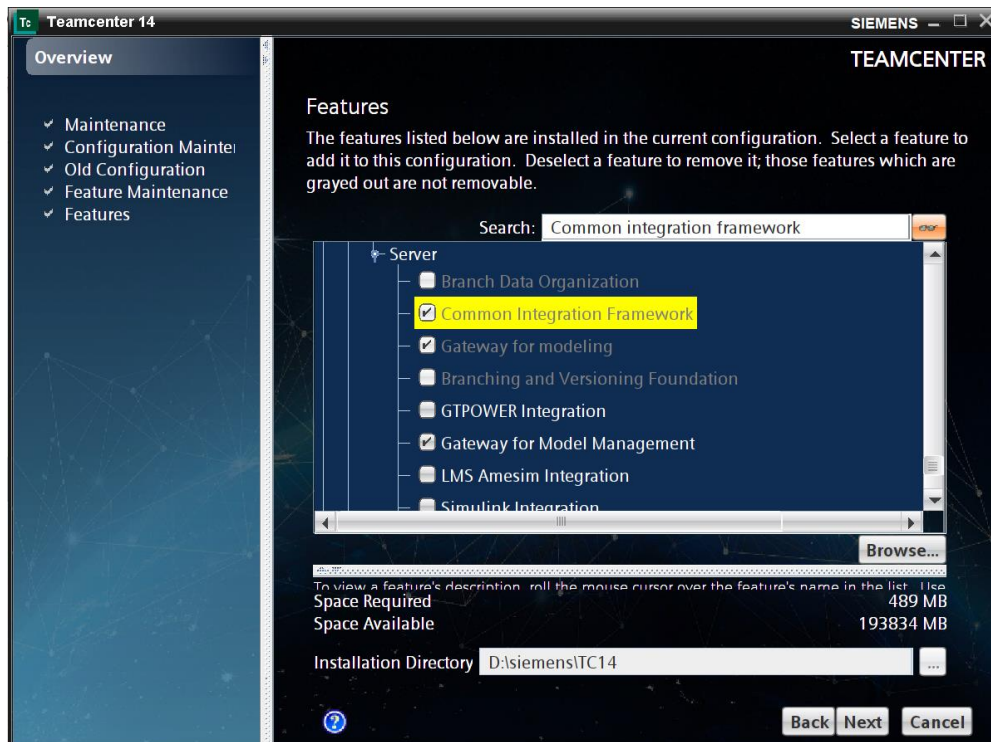 Tc Teamcenter 14
SIEMENS
Overview
TEAMCENTER
Maintenance
Configuration Mainte
Old Configuration
Feature Maintenance
Features
Features
The features listed below are installed in the current configuration. Select a feature to
add it to this configuration. Deselect a feature to remove it; those features which are
grayed out are not removable.
Search: Common integration framework
Server
Branch Data Organization
Common Integration Framework
Gateway for modeling
Branching and Versioning Foundation
GTPOWER Integration
Gateway for Model Management
LMS Amesim Integration
Simulink Integration
Browse...
To view a feature's description, roll the mouse cursor over the feature's name in the list. Use
Space Required 489 MB
Space Available 193834 MB
Installation Directory D:\siemens\TC14 ...
? Back Next Cancel